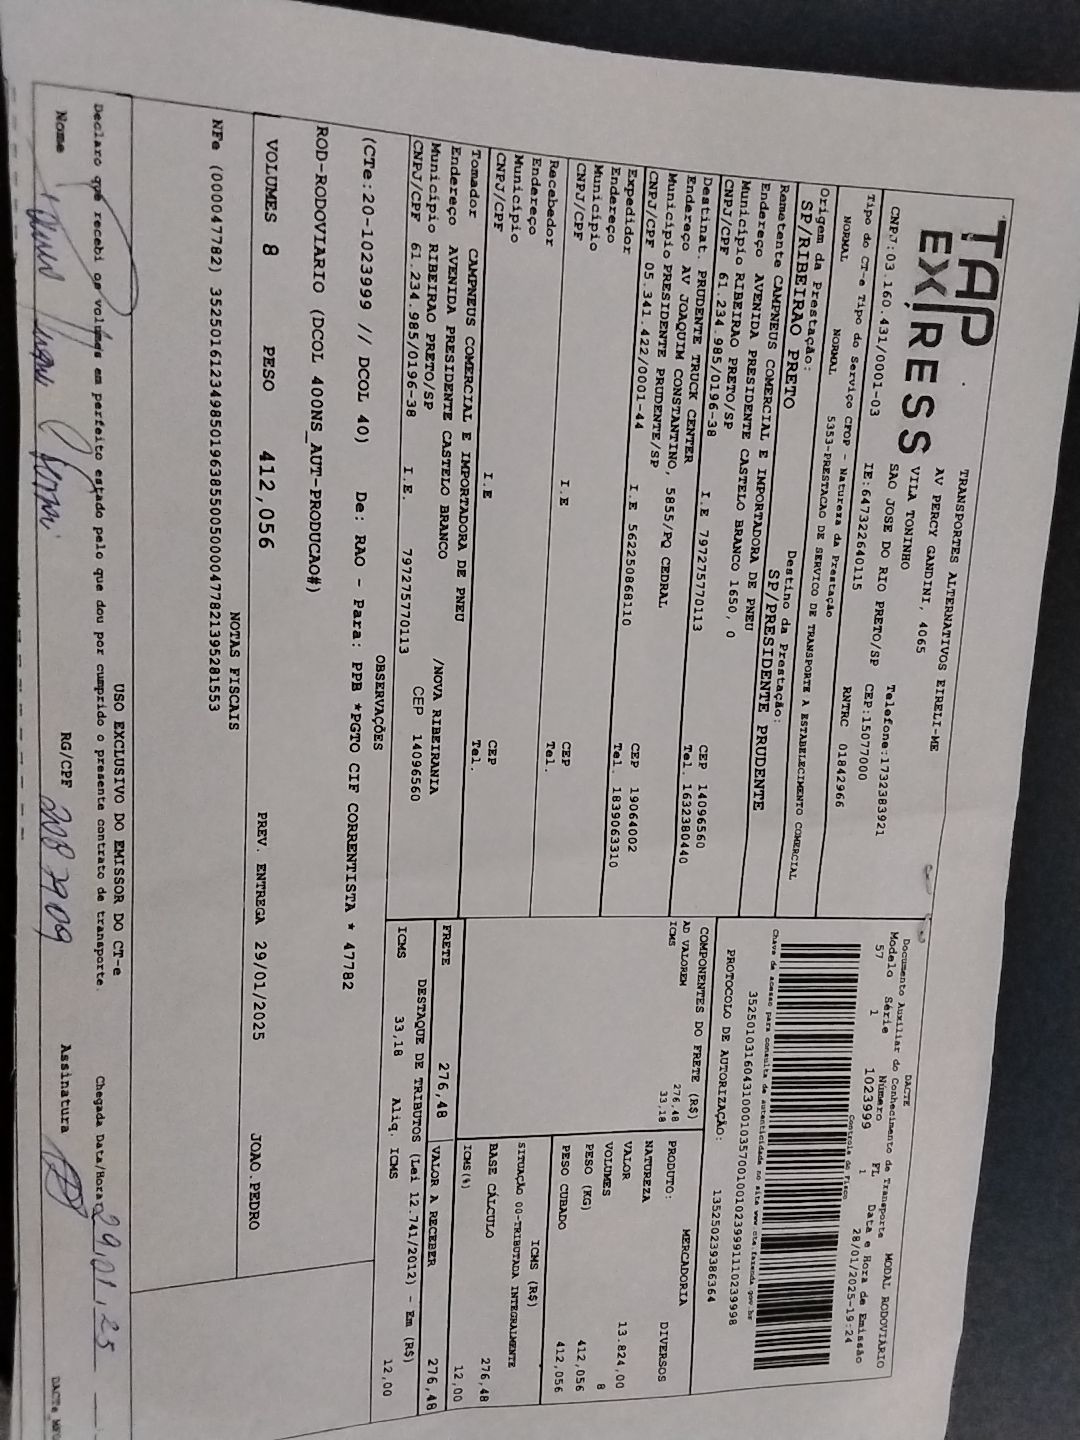 TAP
EXPRESS
TRANSPORTES ALTERNATIVOS EIRELI-ME
AV PERCY GANDINI, 4065
VILA TONINHO
SAO JOSE DO RIO PRETO/SP
Telefone:1732383921
CNPJ:03.160.431/0001-03
IE:647322640115
CEP:15077000
Tipo do CT-e Tipo do Serviço CFOP - Natureza da Prestação
RNTRC 01842966
NORMAL NORMAL 5353-PRESTACAO DE SERVICO DE TRANSPORTE A ESTABELECIMENTO COMERCIAL
Origem da Prestação:
Destino da Prestação:
SP/RIBEIRAO PRETO
SP/PRESIDENTE PRUDENTE
DACTE
Documento Auxiliar do Conhecimento de Transporte
MODAL RODOVIÁRIO
Modelo Série Número FL Data e Hora de Emissão
57 1 1023999 1 28/01/2025-19:24
Controle do Fisco
Chave de acesso para consulta de autenticidade no site www.cte.fazenda.gov.br
35250103160431000103570010010239991110239998
PROTOCOLO DE AUTORIZAÇÃO: 135250239386364
Remetente CAMPNEUS COMERCIAL E IMPORTADORA DE PNEU
Endereço AVENIDA PRESIDENTE CASTELO BRANCO 1650, 0
Município RIBEIRAO PRETO/SP CEP 14096560
CNPJ/CPF 61.234.985/0196-38 I.E 797275770113 Tel. 1632380440
Destinat. PRUDENTE TRUCK CENTER
Endereço AV JOAQUIM CONSTANTINO, 5855/PQ CEDRAL
Município PRESIDENTE PRUDENTE/SP CEP 19064002
CNPJ/CPF 05.341.422/0001-44 I.E 562250868110 Tel. 1839063310
Expedidor
Endereço
Município CEP
CNPJ/CPF I.E Tel.
Recebedor
Endereço
Município CEP
CNPJ/CPF I.E Tel.
Tomador CAMPNEUS COMERCIAL E IMPORTADORA DE PNEU
Endereço AVENIDA PRESIDENTE CASTELO BRANCO /NOVA RIBEIRANIA
Município RIBEIRAO PRETO/SP CEP 14096560
CNPJ/CPF 61.234.985/0196-38 I.E. 797275770113
COMPONENTES DO FRETE (R$)
AD VALOREM 276,48
ICMS 33,18
PRODUTO: MERCADORIA
NATUREZA DIVERSOS
VALOR 13.824,00
VOLUMES 8
PESO (KG) 412,056
PESO CUBADO 412,056
ICMS (R$)
SITUAÇÃO 00-TRIBUTADA INTEGRALMENTE
BASE CÁLCULO 276,48
ICMS(%) 12,00
FRETE 276,48 VALOR A RECEBER 276,48
DESTAQUE DE TRIBUTOS (Lei 12.741/2012) - Em (R$)
ICMS 33,18 Aliq. ICMS 12,00
OBSERVAÇÕES
(CTe:20-1023999 // DCOL 40) De: RAO - Para: PPB *PGTO CIF CORRENTISTA * 47782
ROD-RODOVIARIO (DCOL 400NS_AUT-PRODUCAO#)
VOLUMES 8 PESO 412,056 PREV. ENTREGA 29/01/2025 JOAO.PEDRO
NOTAS FISCAIS
NFe (000047782) 35250161234985019638550050000477821395281553
USO EXCLUSIVO DO EMISSOR DO CT-e
Declaro que recebi os volumes em perfeito estado pelo que dou por cumprido o presente contrato de transporte. Chegada Data/Hora 29,01,25
Nome RG/CPF 208 7909 Assinatura